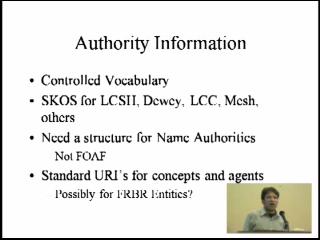 Authority Information
• Controlled Vocabulary
• SKOS for LCSH, Dewey, LCC, Mesh,
others
• Need a structure for Name Authorities
Not FOAF
• Standard URI's for concepts and agents
Possibly for FRBR Entities?